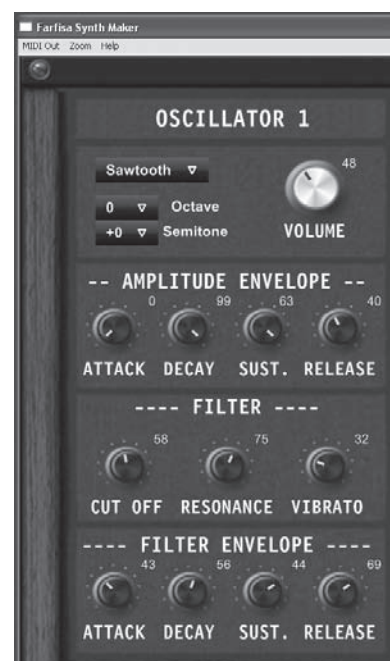 Farfisa Synth Maker
MIDI Out Zoom Help
OSCILLATOR 1
Sawtooth
48
0 Octave
+0 Semitone
VOLUME
-- AMPLITUDE ENVELOPE --
0 99 63 40
ATTACK DECAY SUST. RELEASE
---- FILTER ----
58 75 32
CUT OFF RESONANCE VIBRATO
---- FILTER ENVELOPE ----
43 56 44 69
ATTACK DECAY SUST. RELEASE